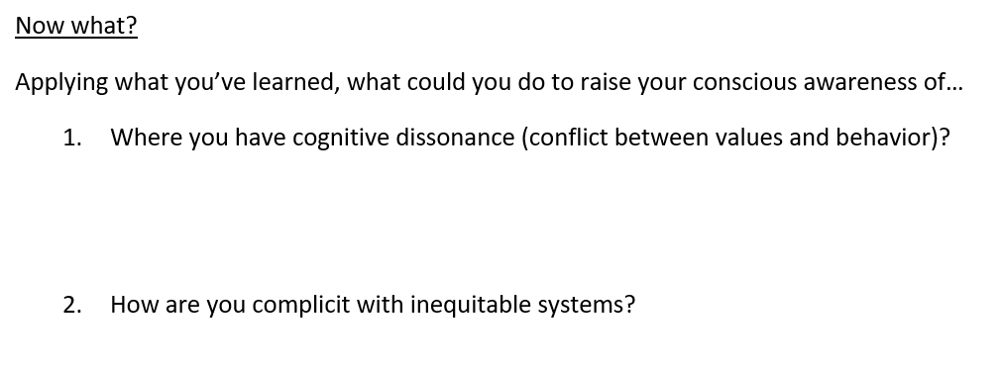 Now what?
Applying what you’ve learned, what could you do to raise your conscious awareness of…
1. Where you have cognitive dissonance (conflict between values and behavior)?
2. How are you complicit with inequitable systems?